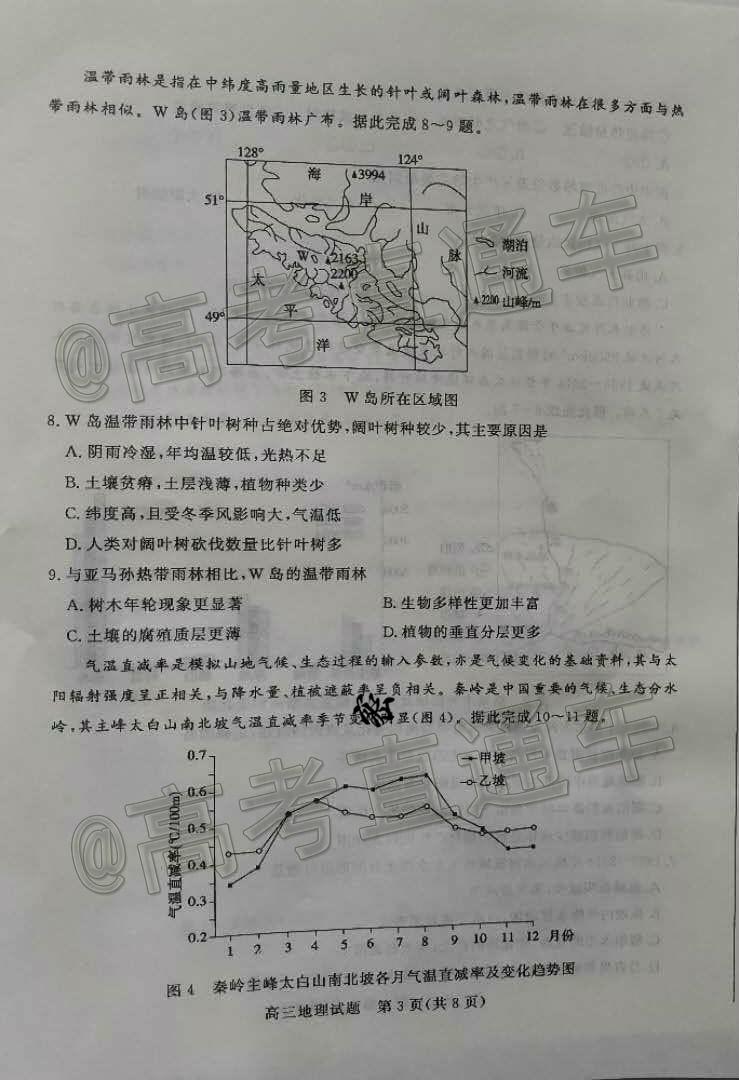 温带雨林是指在中纬度高雨量地区生长的针叶或阔叶森林,温带雨林在很多方面与热
带雨林相似。W 岛(图 3)温带雨林广布。据此完成 8～9 题。
128°
124°
海
▲3994
岸
51°
山
脉
W
▲2163
2200
▲
太
平
49°
洋
湖泊
河流
▲2200 山峰/m
图 3 W 岛所在区域图
8. W 岛温带雨林中针叶树种占绝对优势,阔叶树种较少,其主要原因是
A. 阴雨冷湿,年均温较低,光热不足
B. 土壤贫瘠,土层浅薄,植物种类少
C. 纬度高,且受冬季风影响大,气温低
D. 人类对阔叶树砍伐数量比针叶树多
9. 与亚马孙热带雨林相比,W 岛的温带雨林
A. 树木年轮现象更显著
B. 生物多样性更加丰富
C. 土壤的腐殖质层更薄
D. 植物的垂直分层更多
气温直减率是模拟山地气候、生态过程的输入参数,亦是气候变化的基础资料,其与太
阳辐射强度呈正相关,与降水量、植被遮蔽率呈负相关。秦岭是中国重要的气候、生态分水
岭,其主峰太白山南北坡气温直减率季节变 显(图 4)。据此完成 10～11 题。
气温直减率(℃/100m)
0.7
0.6
0.5
0.4
0.3
0.2
甲坡
乙坡
1 2 3 4 5 6 7 8 9 10 11 12 月份
图 4 秦岭主峰太白山南北坡各月气温直减率及变化趋势图
高三地理试题 第 3 页(共 8 页)
@高考直通车
@高考直通车